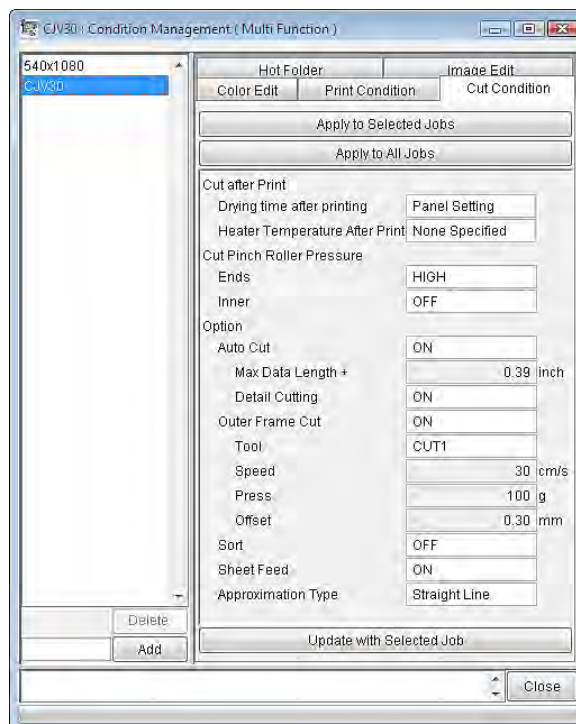 CJV30 : Condition Management ( Multi Function )
540x1080
CJV30
Delete
Add
Hot Folder Image Edit
Color Edit Print Condition Cut Condition
Apply to Selected Jobs
Apply to All Jobs
Cut after Print
Drying time after printing Panel Setting
Heater Temperature After Print None Specified
Cut Pinch Roller Pressure
Ends HIGH
Inner OFF
Option
Auto Cut ON
Max Data Length + 0.39 inch
Detail Cutting ON
Outer Frame Cut ON
Tool CUT1
Speed 30 cm/s
Press 100 g
Offset 0.30 mm
Sort OFF
Sheet Feed ON
Approximation Type Straight Line
Update with Selected Job
Close